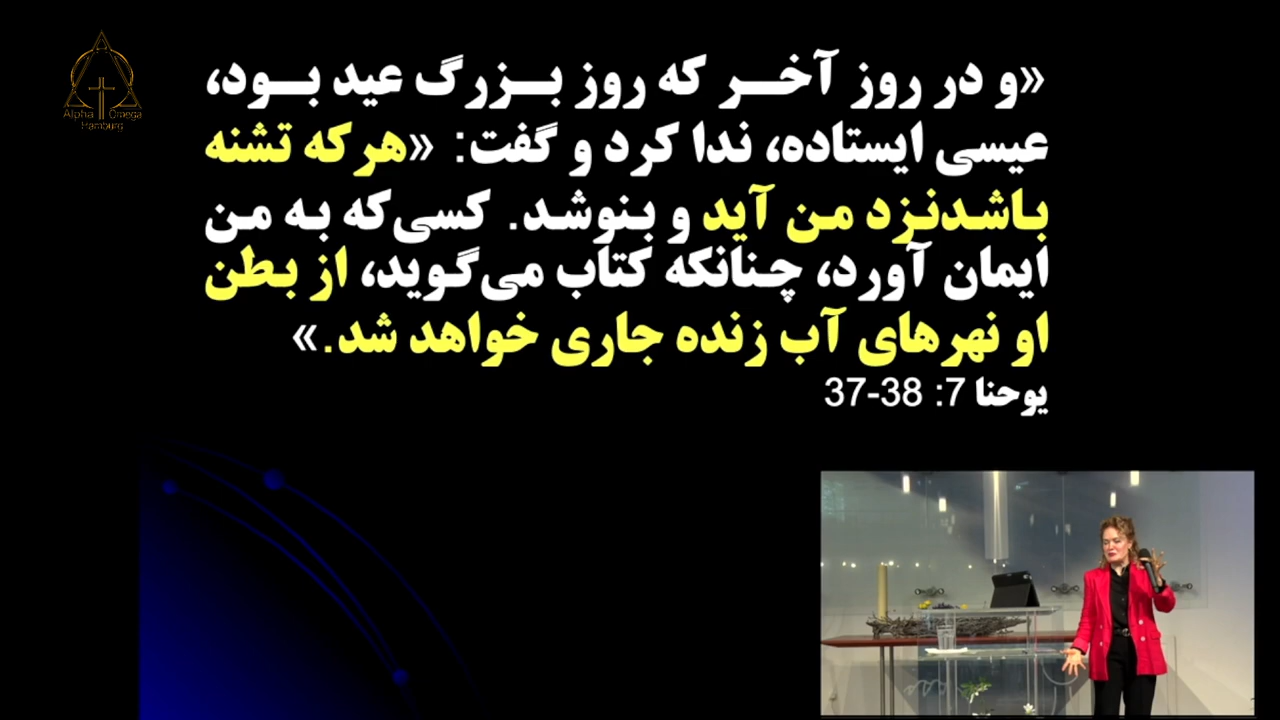 Alpha Omega
Hamburg
«و در روز آخـــر که روز بـــزرگ عید بـــود،
عیسی ایستاده، ندا کرد و گفت: «هرکه تشنه
باشدنزد من آید و بنوشد. کسی‌که به من
ایمان آورد، چنانکه کتاب می‌گوید، از بطن
او نهرهای آب زنده جاری خواهد شد.»
یوحنا 7: 38-37